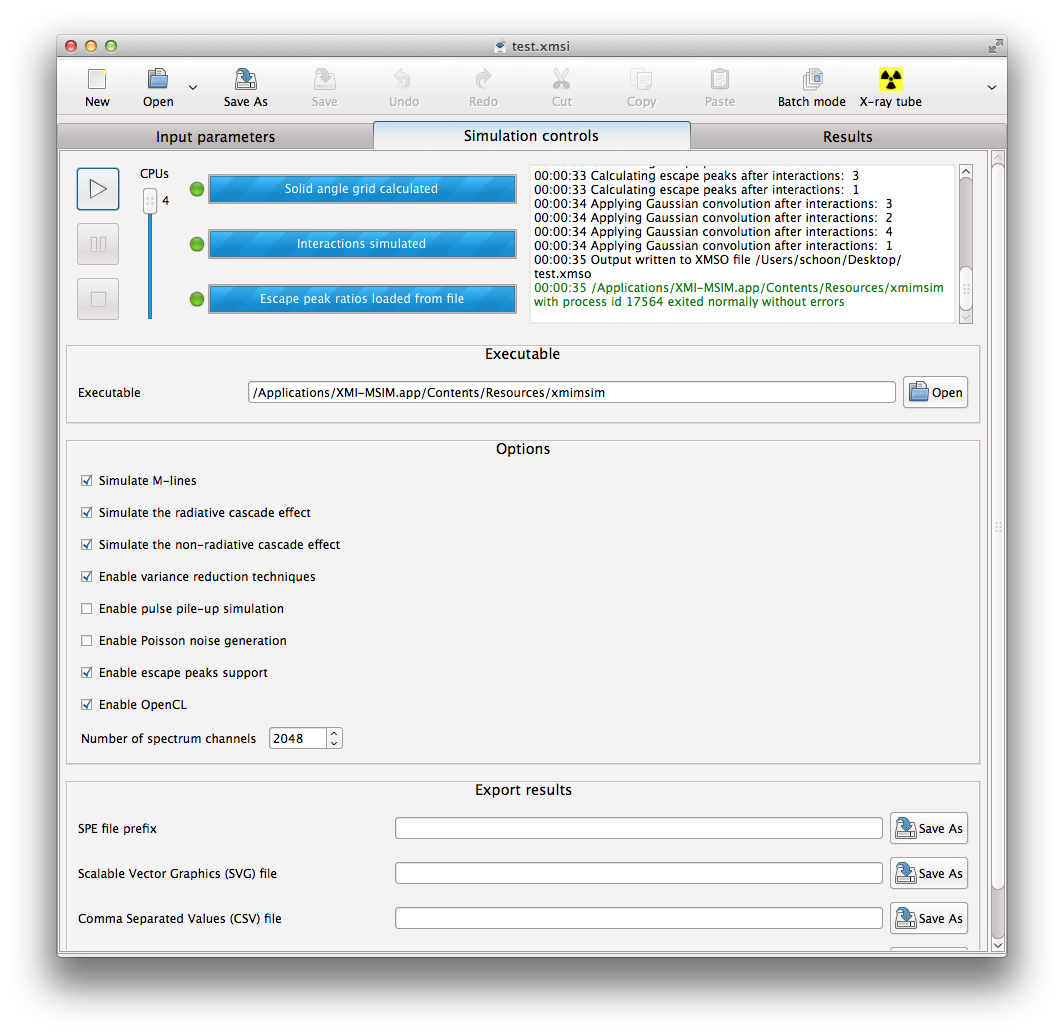 test.xmsi
New Open Save As Save Undo Redo Cut Copy Paste Batch mode X-ray tube
Input parameters Simulation controls Results
CPUs
4
Solid angle grid calculated
Interactions simulated
Escape peak ratios loaded from file
00:00:33 Calculating escape peaks after interactions: 3
00:00:33 Calculating escape peaks after interactions: 1
00:00:34 Applying Gaussian convolution after interactions: 3
00:00:34 Applying Gaussian convolution after interactions: 2
00:00:34 Applying Gaussian convolution after interactions: 4
00:00:34 Applying Gaussian convolution after interactions: 1
00:00:35 Output written to XMSO file /Users/schoon/Desktop/
test.xmso
00:00:35 /Applications/XMI-MSIM.app/Contents/Resources/xmimsim
with process id 17564 exited normally without errors
Executable
Executable /Applications/XMI-MSIM.app/Contents/Resources/xmimsim Open
Options
Simulate M-lines
Simulate the radiative cascade effect
Simulate the non-radiative cascade effect
Enable variance reduction techniques
Enable pulse pile-up simulation
Enable Poisson noise generation
Enable escape peaks support
Enable OpenCL
Number of spectrum channels 2048
Export results
SPE file prefix Save As
Scalable Vector Graphics (SVG) file Save As
Comma Separated Values (CSV) file Save As